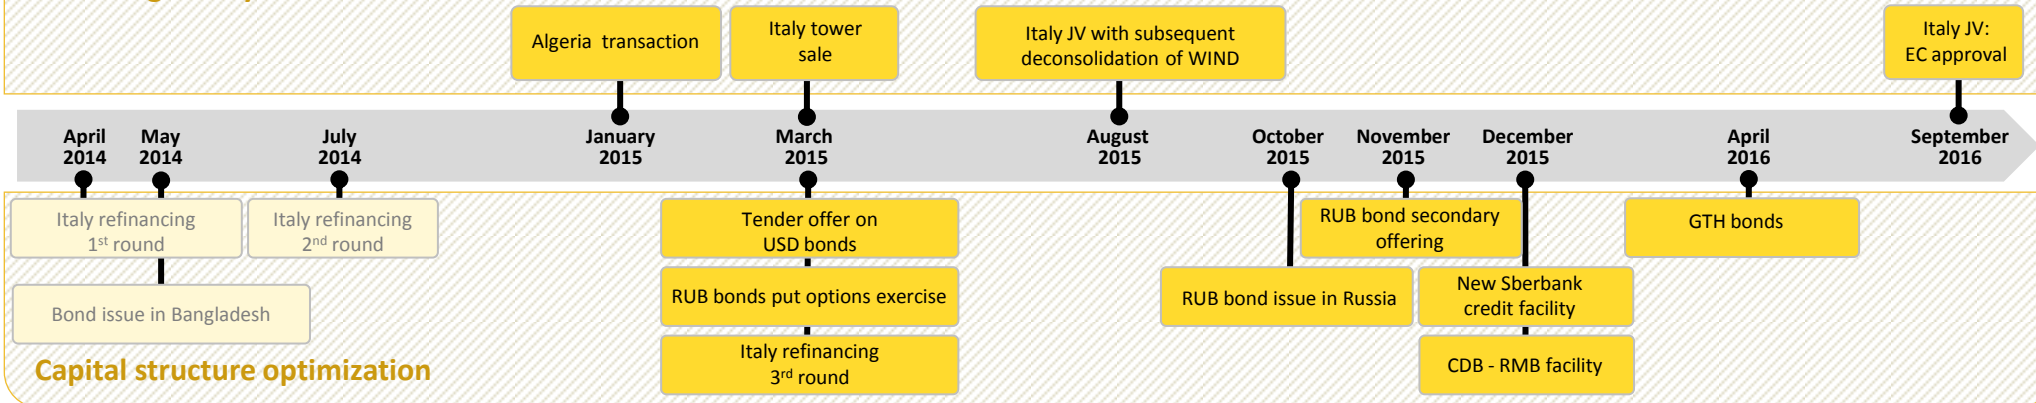 Algeria transaction
Italy tower
sale
Italy JV with subsequent
deconsolidation of WIND
Italy JV:
EC approval
April
2014
May
2014
July
2014
January
2015
March
2015
August
2015
October
2015
November
2015
December
2015
April
2016
September
2016
Italy refinancing
1st round
Italy refinancing
2nd round
Bond issue in Bangladesh
Tender offer on
USD bonds
RUB bonds put options exercise
Italy refinancing
3rd round
RUB bond secondary
offering
RUB bond issue in Russia
New Sberbank
credit facility
CDB - RMB facility
GTH bonds
Capital structure optimization